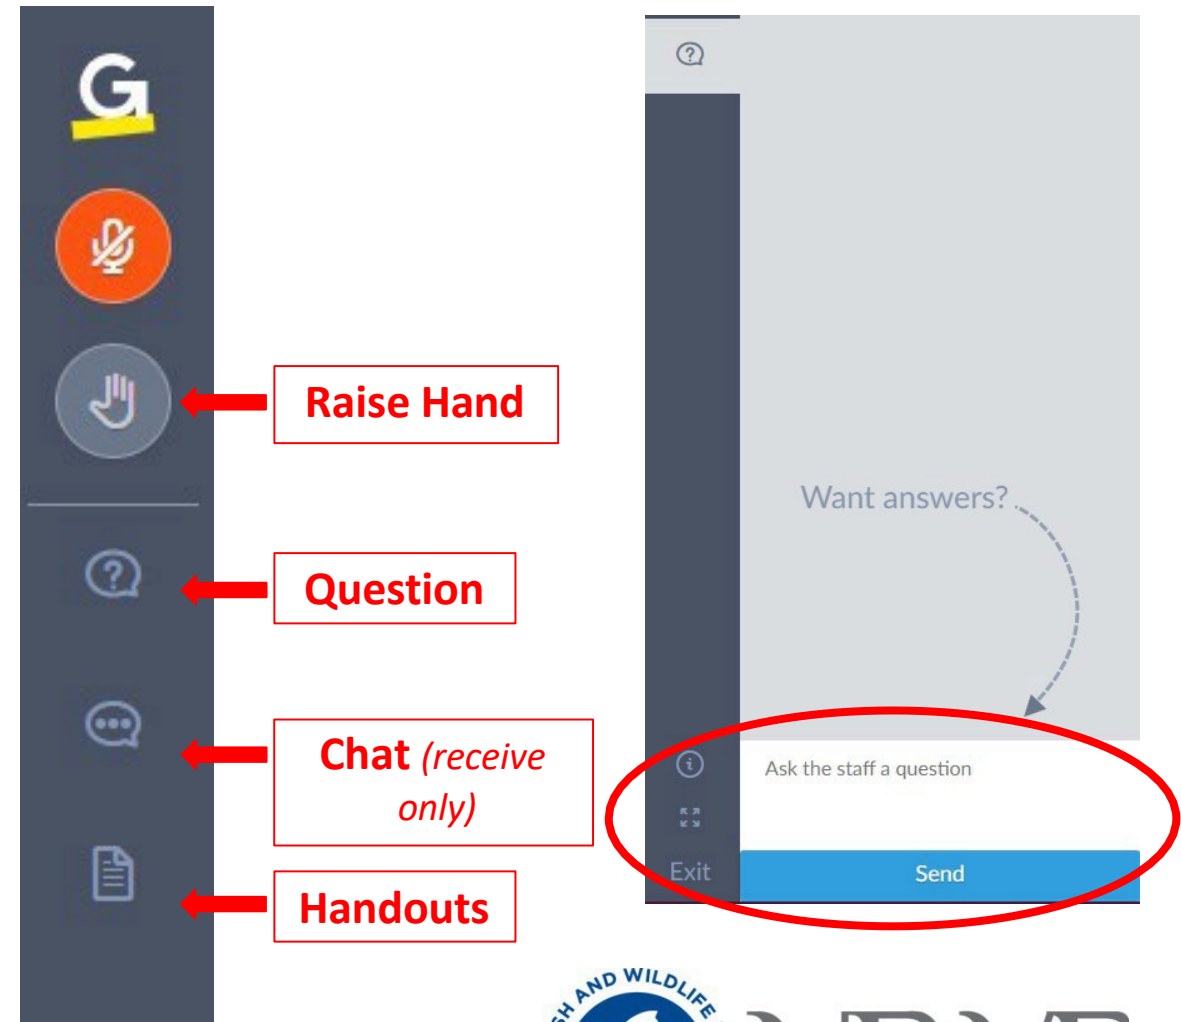 G
Raise Hand
Question
Chat (receive
only)
Handouts
Want answers?
Ask the staff a question
Exit
Send
AND WILDLIFE